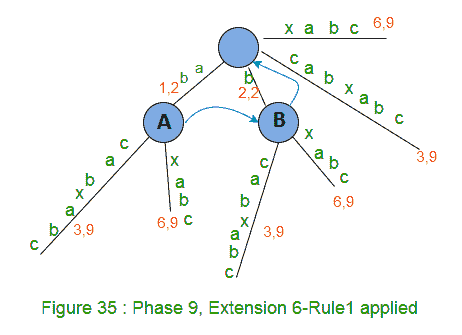 x a b c 6,9
a
b
1,2
b
2,2
c a b x a b c
3,9
A
B
c
a
b
x
a
b
c
3,9
x
a
b
c
6,9
c
a
b
x
a
b
c
3,9
x
a
b
c
6,9
Figure 35 : Phase 9, Extension 6-Rule1 applied